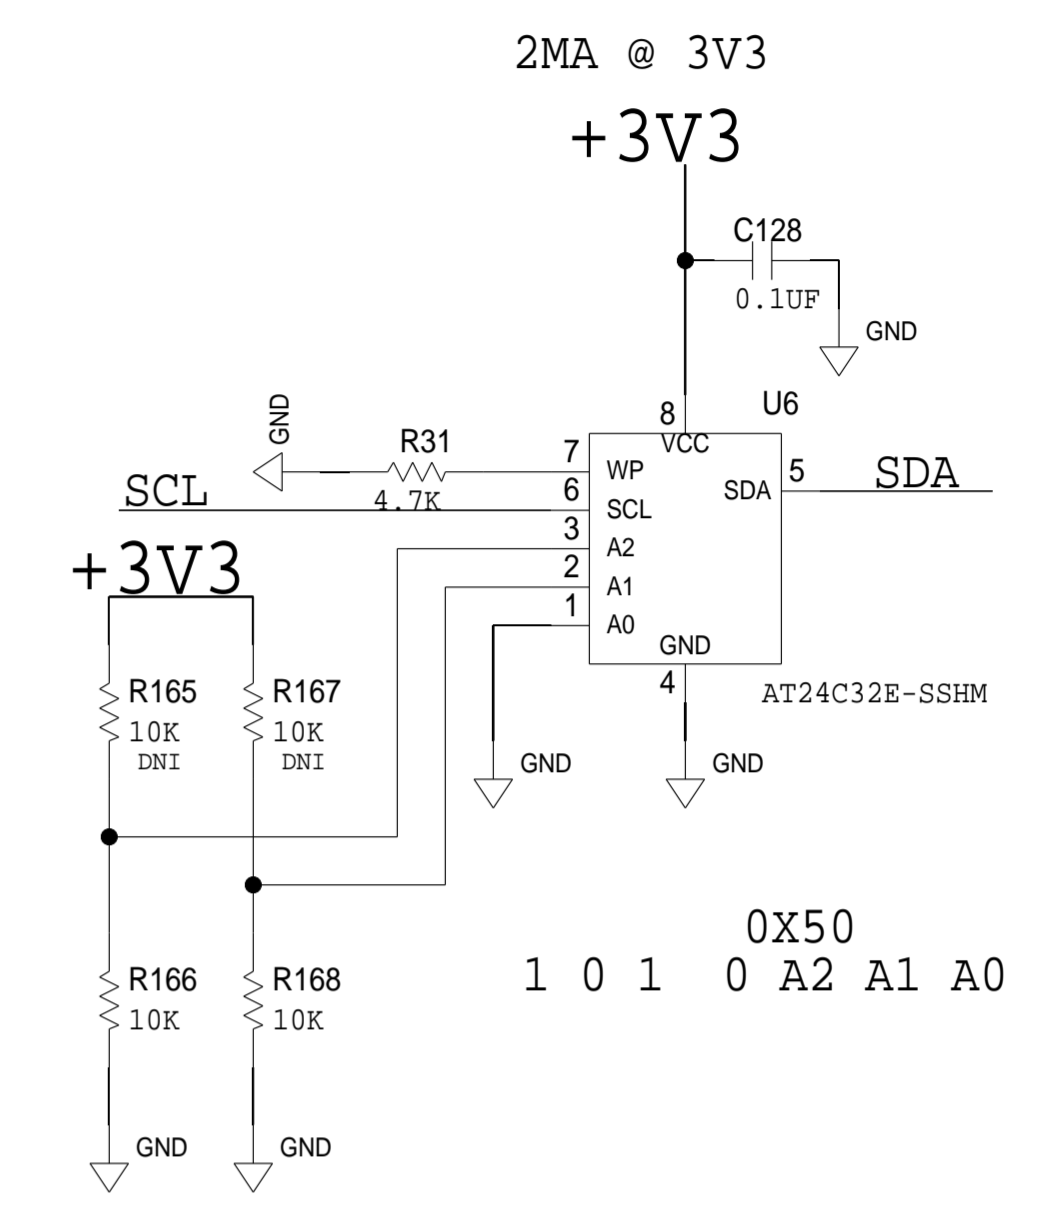 2MA @ 3V3
+3V3
C128
0.1UF
GND
U6
8
VCC
GND
R31
4.7K
7
WP
SCL
6
SCL
5
SDA
SDA
3
A2
2
A1
1
A0
GND
4
AT24C32E-SSHM
+3V3
R165
10K
DNI
R167
10K
DNI
GND
GND
0X50
1 0 1 0 A2 A1 A0
R166
10K
R168
10K
GND
GND